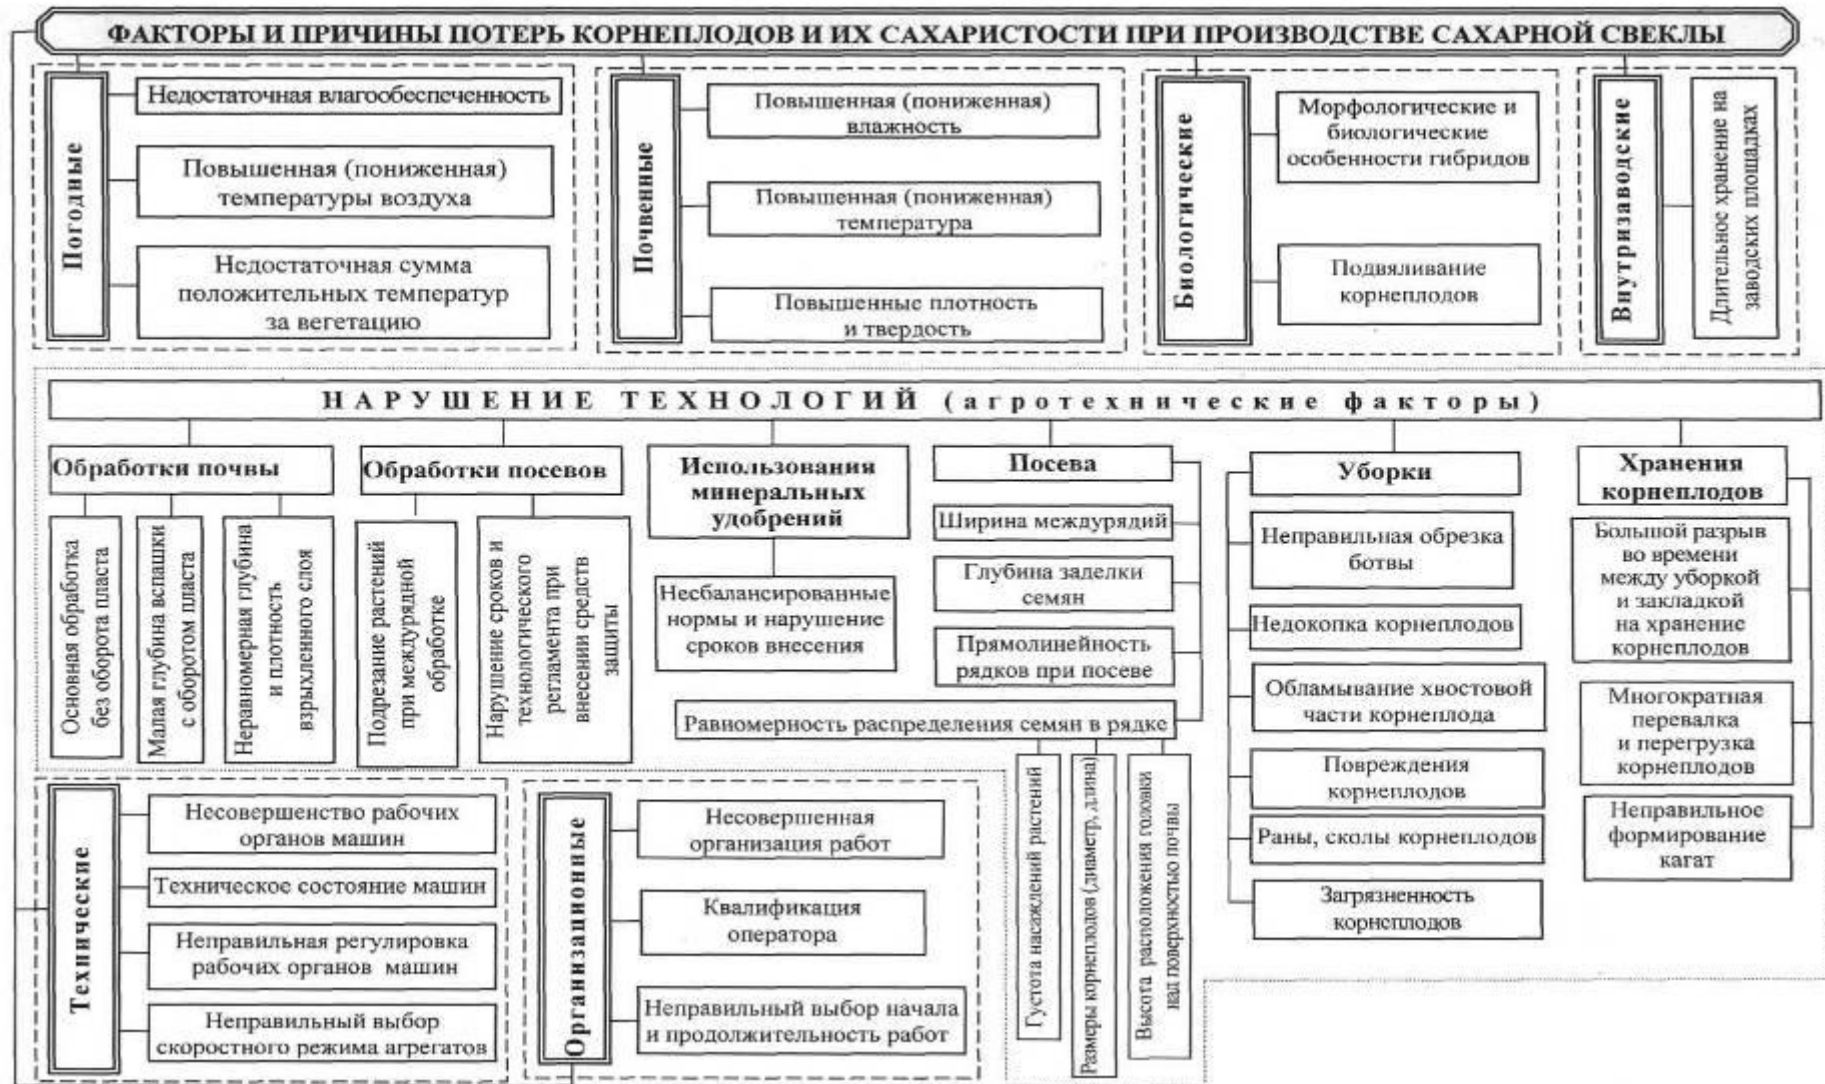 ФАКТОРЫ И ПРИЧИНЫ ПОТЕРЬ КОРНЕПЛОДОВ И ИХ САХАРИСТОСТИ ПРИ ПРОИЗВОДСТВЕ САХАРНОЙ СВЕКЛЫ
Погодные
Недостаточная влагообеспеченность
Повышенная (пониженная)
температуры воздуха
Недостаточная сумма
положительных температур
за вегетацию
Почвенные
Повышенная (пониженная)
влажность
Повышенная (пониженная)
температура
Повышенные плотность
и твердость
Биологические
Морфологические и
биологические
особенности гибридов
Подвяливание
корнеплодов
Внутризаводские
Длительное хранение на
заводских площадках
НАРУШЕНИЕ ТЕХНОЛОГИЙ (агротехнические факторы)
Обработки почвы
Основная обработка
без оборота пласта
Малая глубина вспашки
с оборотом пласта
Неравномерная глубина
и плотность
взрыхленного слоя
Обработки посевов
Подрезание растений
при междурядной
обработке
Нарушение сроков и
технологического
регламента при
внесении средств
защиты
Использования
минеральных
удобрений
Несбалансированные
нормы и нарушение
сроков внесения
Посева
Ширина междурядий
Глубина заделки
семян
Прямолинейность
рядков при посеве
Равномерность распределения семян в рядке
Густота насаждений растений
Размеры корнеплодов (диаметр, длина)
Высота расположения головки
над поверхностью почвы
Уборки
Неправильная обрезка
ботвы
Недокопка корнеплодов
Обламывание хвостовой
части корнеплода
Повреждения
корнеплодов
Раны, сколы корнеплодов
Загрязненность
корнеплодов
Хранения
корнеплодов
Большой разрыв
во времени
между уборкой
и закладкой
на хранение
корнеплодов
Многократная
перевалка
и перегрузка
корнеплодов
Неправильное
формирование
кагат
Технические
Несовершенство рабочих
органов машин
Техническое состояние машин
Неправильная регулировка
рабочих органов машин
Неправильный выбор
скоростного режима агрегатов
Организационные
Несовершенная
организация работ
Квалификация
оператора
Неправильный выбор начала
и продолжительность работ